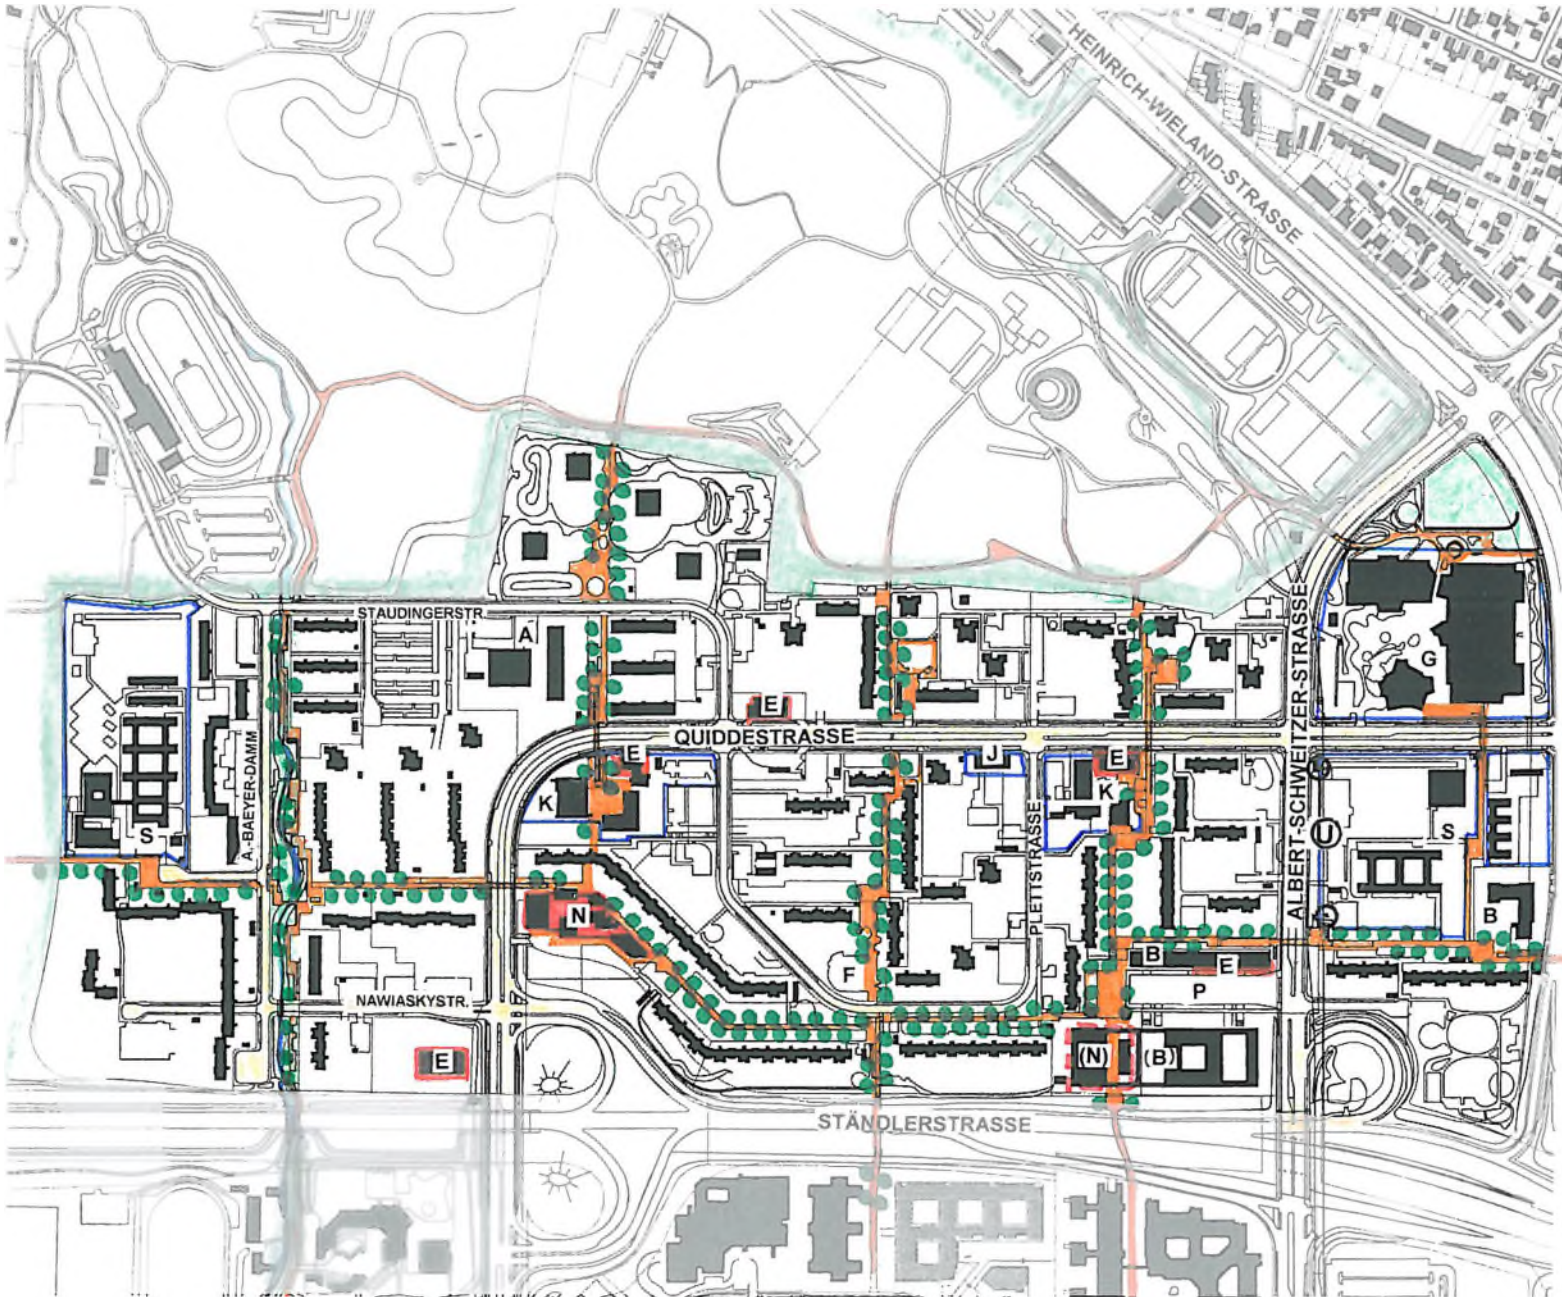 HEINRICH-WIELAND-STRASSE
STAUDINGERSTR
A
ALBERT-SCHWEITZER-STRASSE
G
E
QUIDDESTRASSE
E
J
E
A.-BAEYER-DAMM
K
K
S
U
S
PLETTSTRASSE
N
B
B
E
F
P
NAWIASKYSTR.
E
(N)
(B)
STÄNDLERSTRASSE